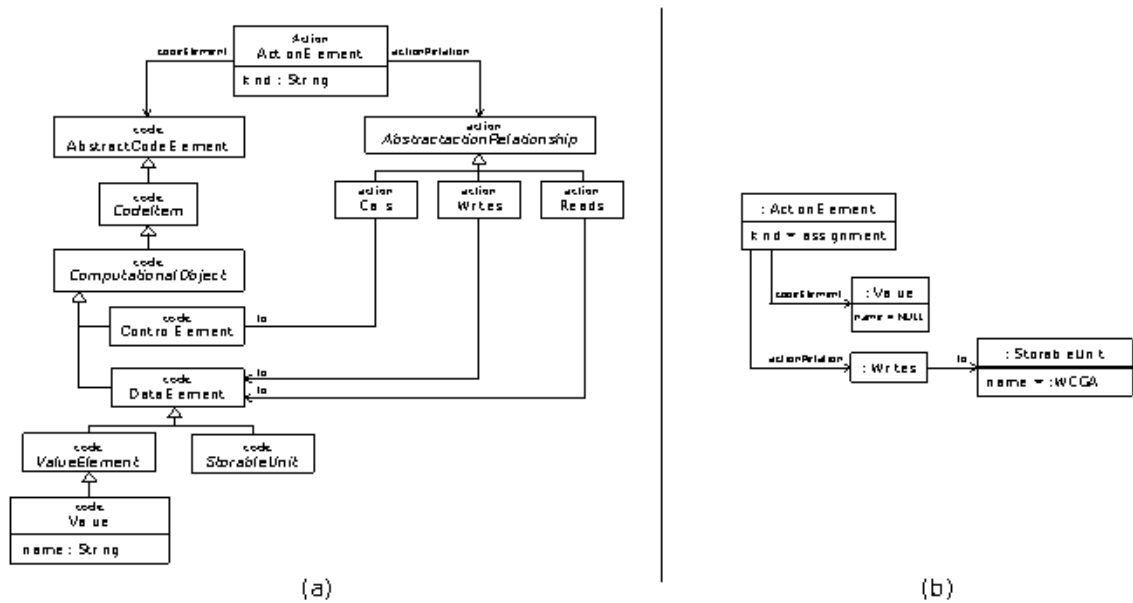 Action
ActionElement
kind : String
codeElement
actionRelation
code
AbstractCodeElement
action
AbstractactionRelationship
code
CodeItem
action
Calls
action
Writes
action
Reads
code
ComputationalObject
code
ControlElement
to
code
DataElement
to
to
code
ValueElement
code
StorableUnit
code
Value
name : String
(a)
: ActionElement
kind = assignment
codeElement
: Value
name = NULL
actionRelation
: Writes
to
: StorableUnit
name = :WCGA
(b)